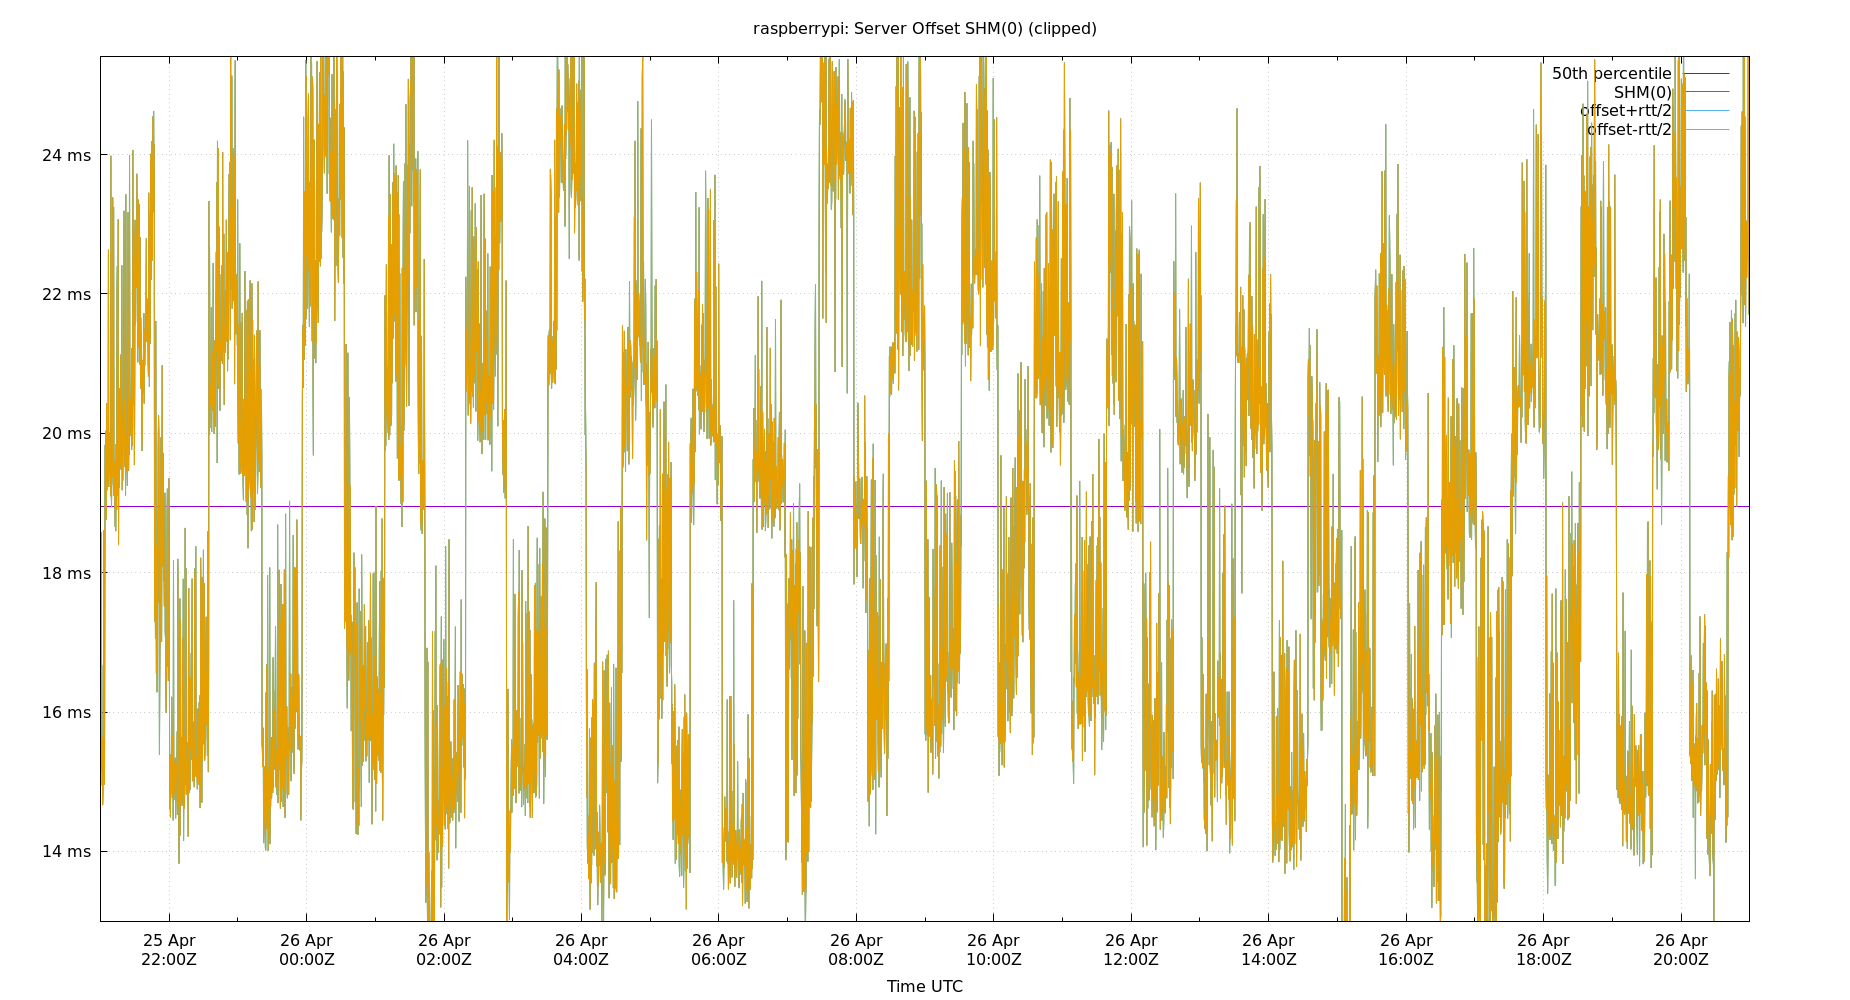 raspberrypi: Server Offset SHM(0) (clipped)
50th percentile
SHM(0)
offset+rtt/2
offset-rtt/2
24 ms
22 ms
20 ms
18 ms
16 ms
14 ms
25 Apr 26 Apr 26 Apr 26 Apr 26 Apr 26 Apr 26 Apr 26 Apr 26 Apr 26 Apr 26 Apr 26 Apr
22:00Z 00:00Z 02:00Z 04:00Z 06:00Z 08:00Z 10:00Z 12:00Z 14:00Z 16:00Z 18:00Z 20:00Z
Time UTC